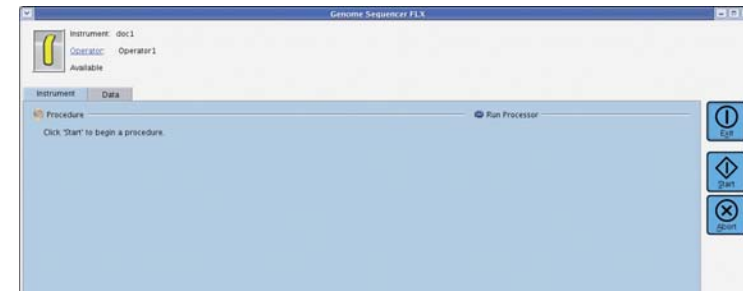 Genome Sequencer FLX
Instrument: doc1
Operator: Operator1
Available
Instrument Data
Procedure Run Processor
Click 'Start' to begin a procedure.
Exit
Start
Abort